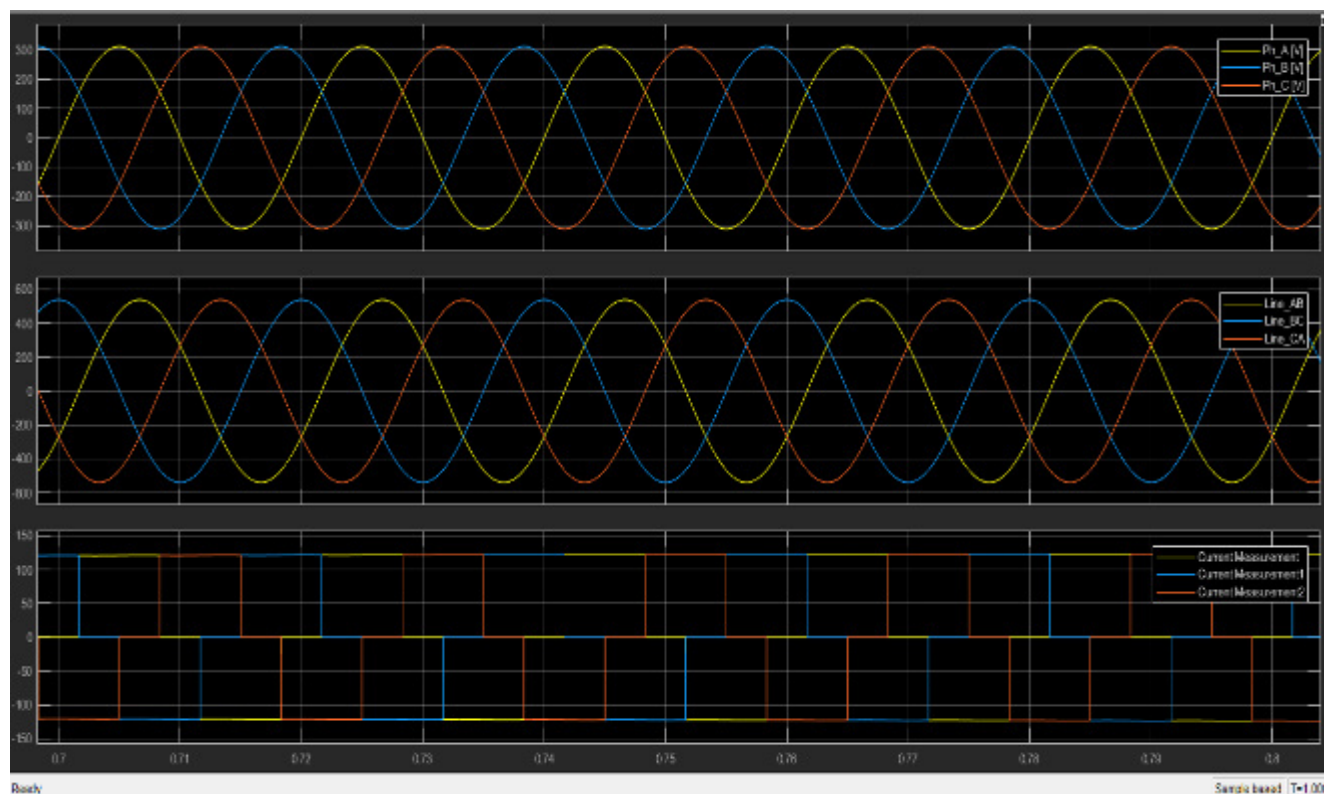 300
200
100
0
-100
-200
-300
Ph_A [V]
Ph_B [V]
Ph_C [V]
600
400
200
0
-200
-400
-600
Line_AB
Line_BC
Line_CA
150
100
50
0
-50
-100
-150
Current Measurement
Current Measurement1
Current Measurement2
0.7 0.71 0.72 0.73 0.74 0.75 0.76 0.77 0.78 0.79 0.8
Ready Sample based T=1.00